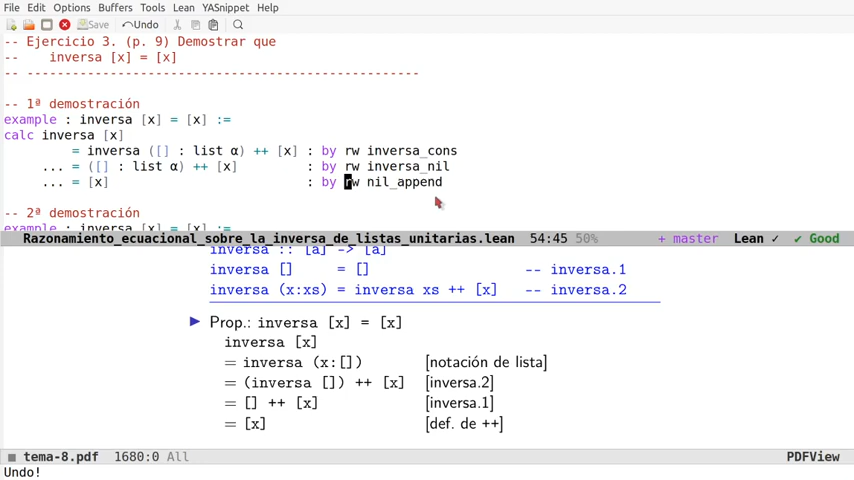 File Edit Options Buffers Tools Lean YASnippet Help
Save Undo
-- Ejercicio 3. (p. 9) Demostrar que
-- inversa [x] = [x]
-- ----------------------------------------------------
-- 1ª demostración
example : inversa [x] = [x] :=
calc inversa [x]
= inversa ([] : list α) ++ [x] : by rw inversa_cons
... = ([] : list α) ++ [x] : by rw inversa_nil
... = [x] : by rw nil_append
-- 2ª demostración
example : inversa [x] = [x] :=
Razonamiento_ecuacional_sobre_la_inversa_de_listas_unitarias.lean 54:45 50% + master Lean ✓ ✔ Good
inversa :: [a] -> [a]
inversa [] = [] -- inversa.1
inversa (x:xs) = inversa xs ++ [x] -- inversa.2
Prop.: inversa [x] = [x]
inversa [x]
= inversa (x:[]) [notación de lista]
= (inversa []) ++ [x] [inversa.2]
= [] ++ [x] [inversa.1]
= [x] [def. de ++]
tema-8.pdf 1680:0 All PDFView
Undo!